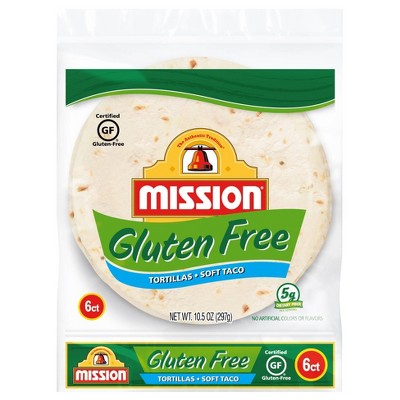 Certified
GF
Gluten-Free
The Authentic Tradition®
MISSION®
Gluten Free
TORTILLAS • SOFT TACO
6ct
5g
NET WT. 10.5 OZ (297g)
NO ARTIFICIAL COLORS OR FLAVORS
MISSION®
Gluten Free
TORTILLAS • SOFT TACO
Certified
GF
Gluten-Free
6ct